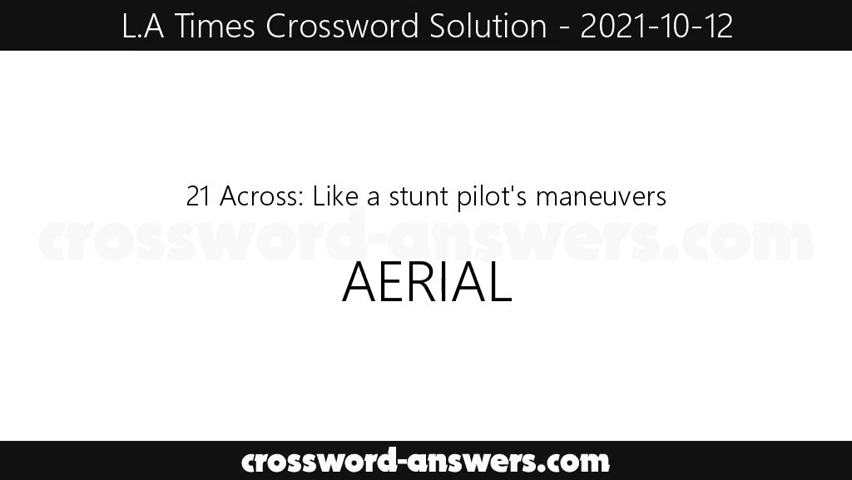 L.A Times Crossword Solution - 2021-10-12
21 Across: Like a stunt pilot's maneuvers
crossword-answers.com
AERIAL
crossword-answers.com